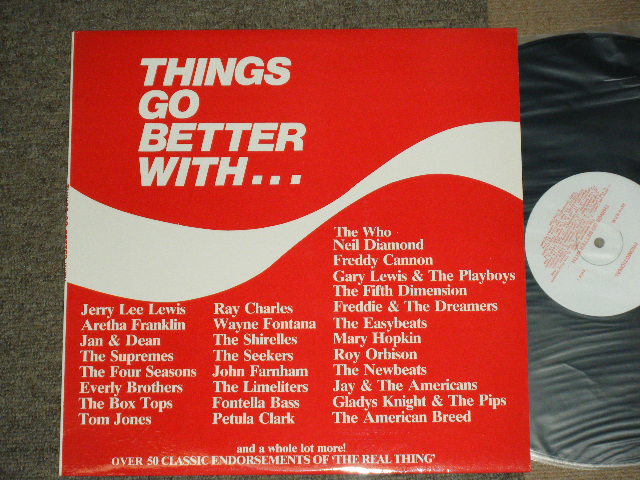 THINGS
GO
BETTER
WITH...
Jerry Lee Lewis
Aretha Franklin
Jan & Dean
The Supremes
The Four Seasons
Everly Brothers
The Box Tops
Tom Jones
Ray Charles
Wayne Fontana
The Shirelles
The Seekers
John Farnham
The Limeliters
Fontella Bass
Petula Clark
The Who
Neil Diamond
Freddy Cannon
Gary Lewis & The Playboys
The Fifth Dimension
Freddie & The Dreamers
The Easybeats
Mary Hopkin
Roy Orbison
The Newbeats
Jay & The Americans
Gladys Knight & The Pips
The American Breed
and a whole lot more!
OVER 50 CLASSIC ENDORSEMENTS OF 'THE REAL THING'